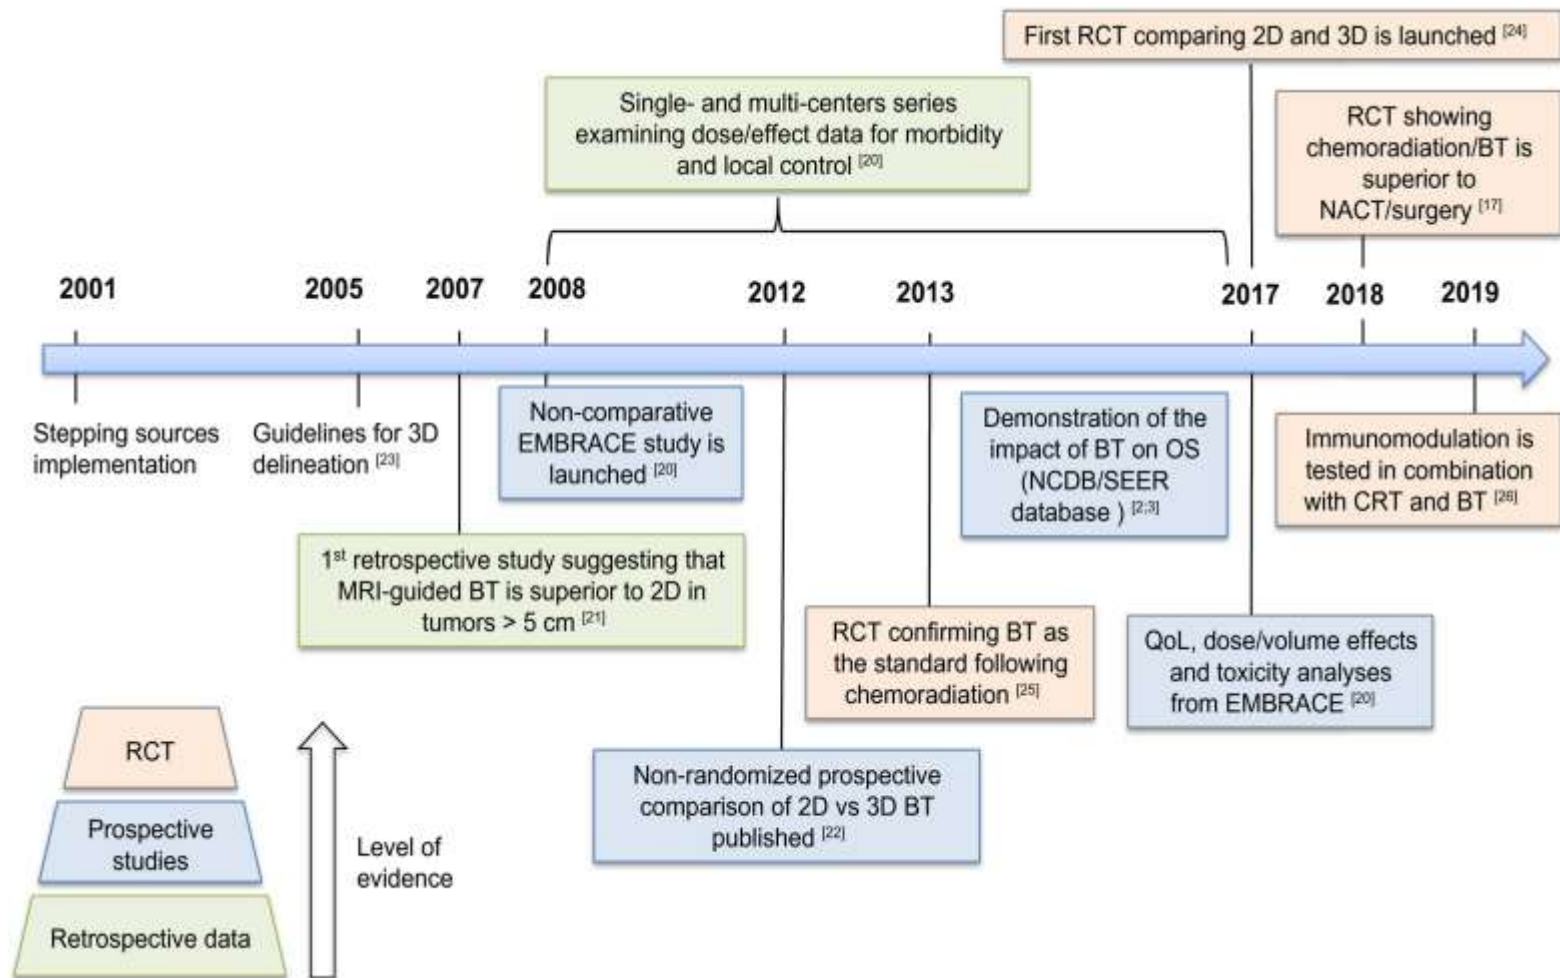 First RCT comparing 2D and 3D is launched [24]
Single- and multi-centers series
examining dose/effect data for morbidity
and local control [20]
RCT showing
chemoradiation/BT is
superior to
NACT/surgery [17]
2001
2005
2007
2008
2012
2013
2017
2018
2019
Stepping sources
implementation
Guidelines for 3D
delineation [23]
Non-comparative
EMBRACE study is
launched [20]
Demonstration of the
impact of BT on OS
(NCDB/SEER
database ) [2;3]
Immunomodulation is
tested in combination
with CRT and BT [26]
1st retrospective study suggesting that
MRI-guided BT is superior to 2D in
tumors > 5 cm [21]
RCT confirming BT as
the standard following
chemoradiation [25]
QoL, dose/volume effects
and toxicity analyses
from EMBRACE [20]
Non-randomized prospective
comparison of 2D vs 3D BT
published [22]
RCT
Prospective
studies
Retrospective data
Level of
evidence